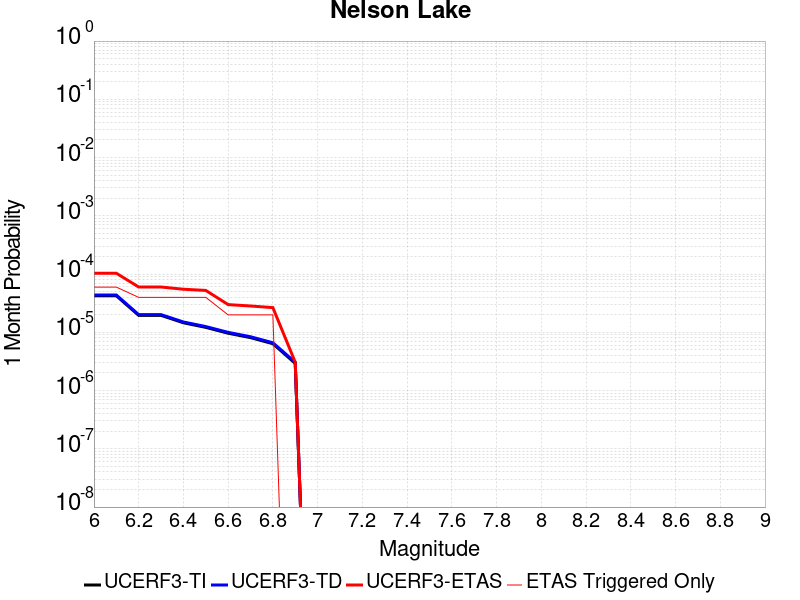 Nelson Lake
10^0
10^-1
10^-2
10^-3
10^-4
10^-5
10^-6
10^-7
10^-8
1 Month Probability
6 6.2 6.4 6.6 6.8 7 7.2 7.4 7.6 7.8 8 8.2 8.4 8.6 8.8 9
Magnitude
UCERF3-TI UCERF3-TD UCERF3-ETAS ETAS Triggered Only